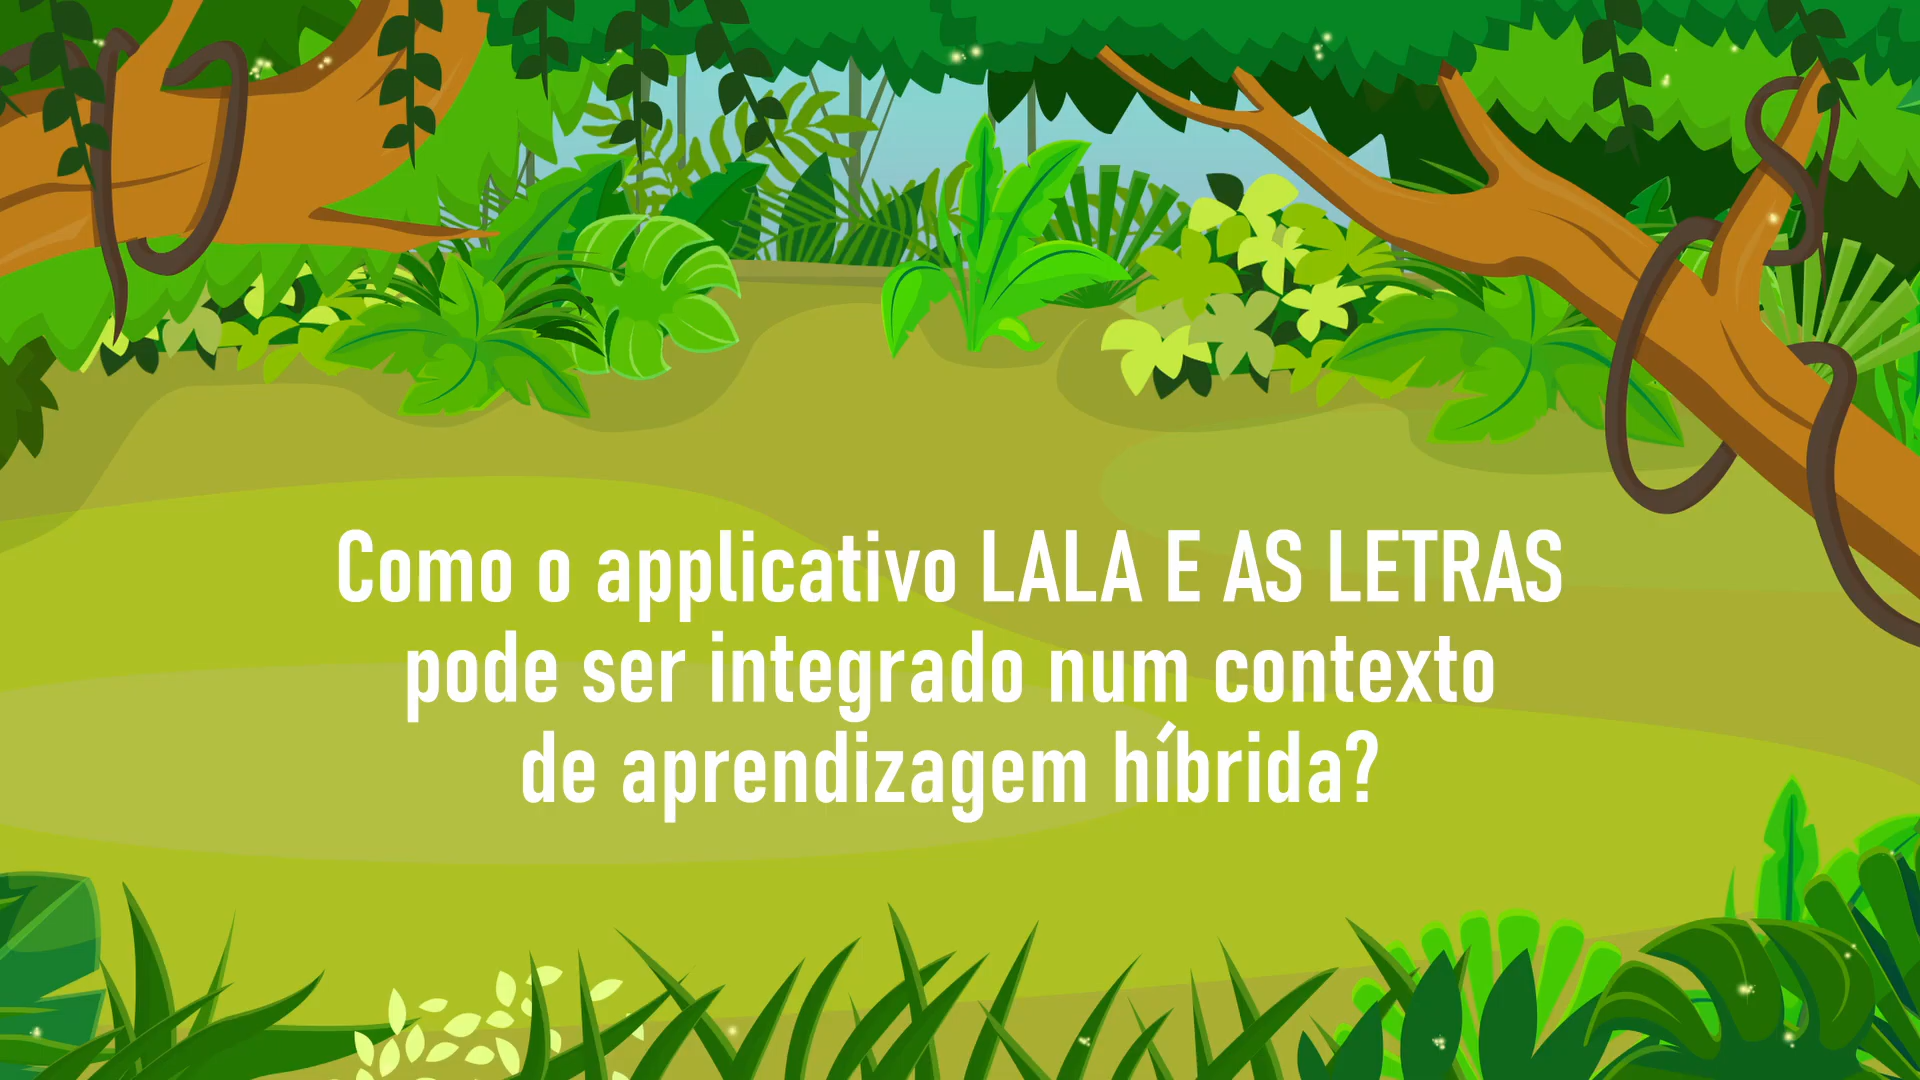 Como o applicativo LALA E AS LETRAS
pode ser integrado num contexto
de aprendizagem híbrida?